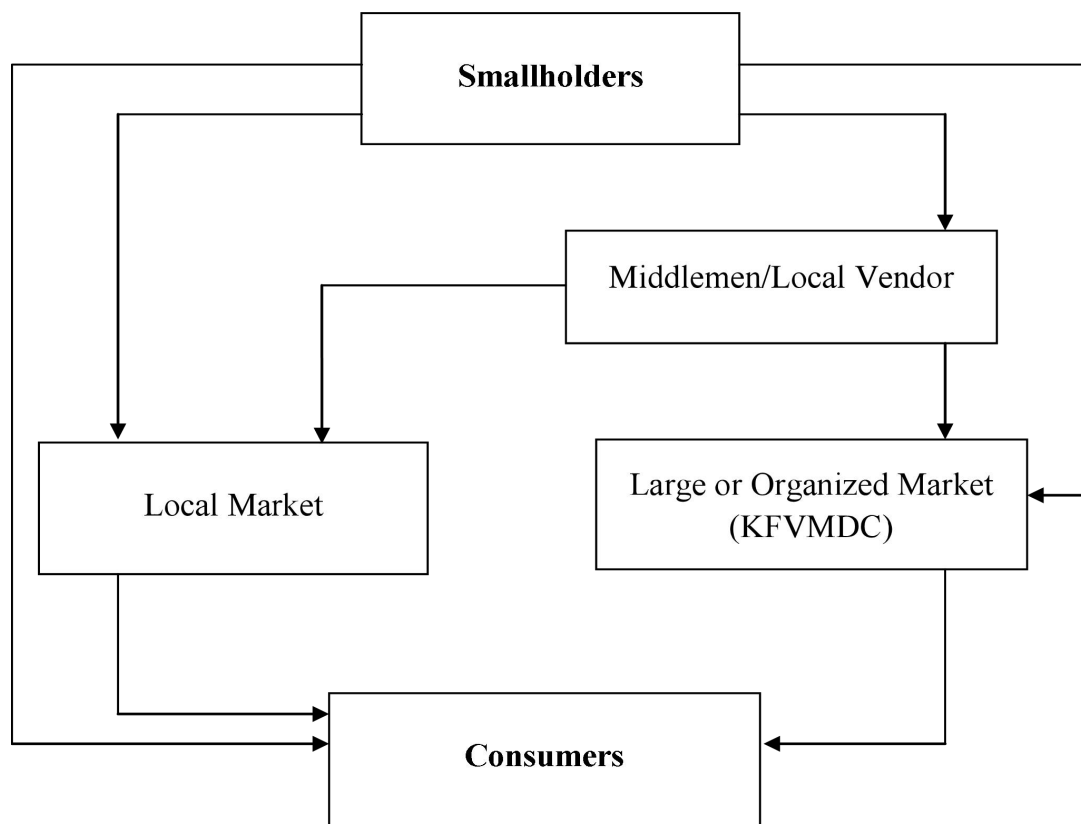 Smallholders
Middlemen/Local Vendor
Local Market
Large or Organized Market
(KFVMDC)
Consumers